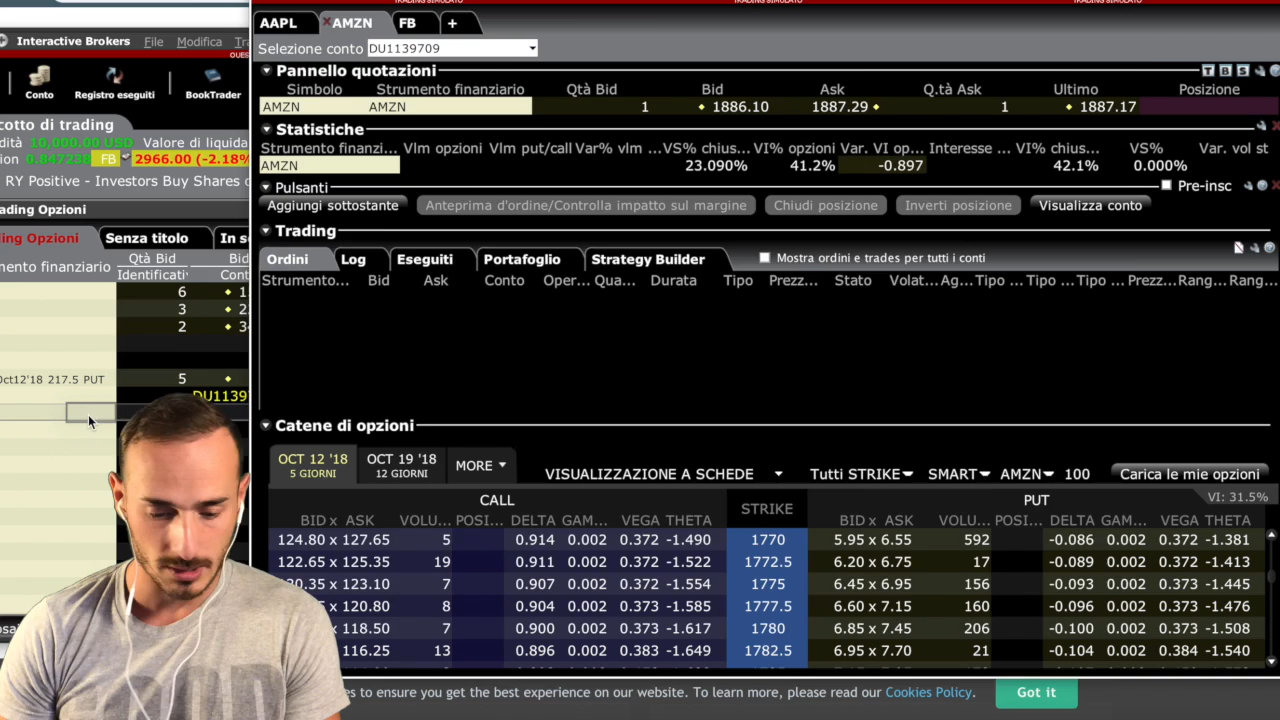 TRADING SIMULATO TRADING SIMULATO TRADING SIMULATO
AAPL AMZN FB +
Interactive Brokers File Modifica
Selezione conto DU1139709
Conto Registro eseguiti BookTrader
Pannello quotazioni T B S
Simbolo Strumento finanziario Qtà Bid Bid Ask Q.tà Ask Ultimo Posizione
AMZN AMZN 1 1886.10 1887.29 1 1887.17
cotto di trading
Statistiche
dità 10,000.00 USD Valore di liquida
Strumento finanzi... Vlm opzioni Vlm put/call Var% vlm ... VS% chius... VI% opzioni Var. VI op... Interesse ... VI% chius... VS% Var. vol st
FB 2966.00 (-2.18%
AMZN 23.090% 41.2% -0.897 42.1% 0.000%
RY Positive - Investors Buy Shares
Pulsanti Pre-insc
Aggiungi sottostante Anteprima d'ordine/Controlla impatto sul margine Chiudi posizione Inverti posizione Visualizza conto
ading Opzioni
Trading
ing Opzioni Senza titolo In s
Ordini Log Eseguiti Portafoglio Strategy Builder Mostra ordini e trades per tutti i conti
Qtà Bid Bid
mento finanziario Identificati Cont
Strumento... Bid Ask Conto Oper... Qua... Durata Tipo Prezz... Stato Volat... Ag... Tipo ... Tipo ... Tipo ... Prezz... Rang... Rang...
6 1
3 2
2 3
Oct12'18 217.5 PUT 5
DU1139
Catene di opzioni
OCT 12 '18 OCT 19 '18 MORE
5 GIORNI 12 GIORNI
VISUALIZZAZIONE A SCHEDE Tutti STRIKE SMART AMZN 100 Carica le mie opzioni
CALL STRIKE PUT VI: 31.5%
BID x ASK VOLU... POSI... DELTA GAM... VEGA THETA BID x ASK VOLU... POSI... DELTA GAM... VEGA THETA
124.80 x 127.65 5 0.914 0.002 0.372 -1.490 1770 5.95 x 6.55 592 -0.086 0.002 0.372 -1.381
122.65 x 125.35 19 0.911 0.002 0.372 -1.522 1772.5 6.20 x 6.75 17 -0.089 0.002 0.372 -1.413
120.35 x 123.10 7 0.907 0.002 0.372 -1.554 1775 6.45 x 6.95 156 -0.093 0.002 0.373 -1.445
x 120.80 8 0.904 0.002 0.373 -1.585 1777.5 6.60 x 7.15 160 -0.096 0.002 0.373 -1.476
x 118.50 7 0.900 0.002 0.373 -1.617 1780 6.85 x 7.45 206 -0.100 0.002 0.373 -1.508
116.25 13 0.896 0.002 0.383 -1.649 1782.5 6.95 x 7.70 21 -0.104 0.002 0.384 -1.540
es to ensure you get the best experience on our website. To learn more, please read our Cookies Policy. Got it